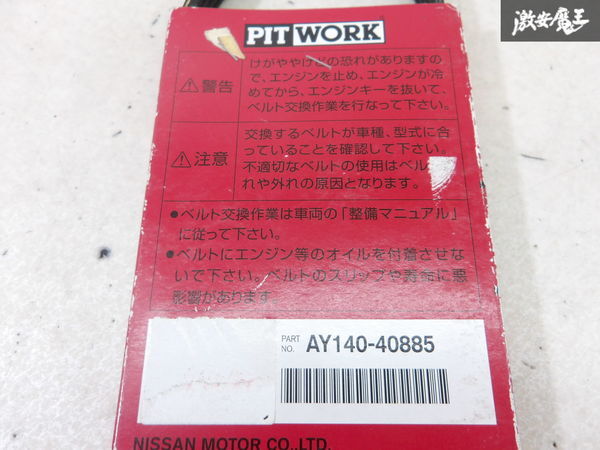 激安魔王
PITWORK
警告
けがややけどの恐れがありますの
で、エンジンを止め、エンジンが冷
めてから、エンジンキーを抜いて、
ベルト交換作業を行なって下さい。
注意
交換するベルトが車種、型式に合
っていることを確認して下さい。
不適切なベルトの使用はベル
れや外れの原因となります。
●ベルト交換作業は車両の「整備マニュアル」
に従って下さい。
●ベルトにエンジン等のオイルを付着させな
いで下さい。ベルトのスリップや寿命に悪
影響があります。
PART
NO. AY140-40885
NISSAN MOTOR CO.,LTD.